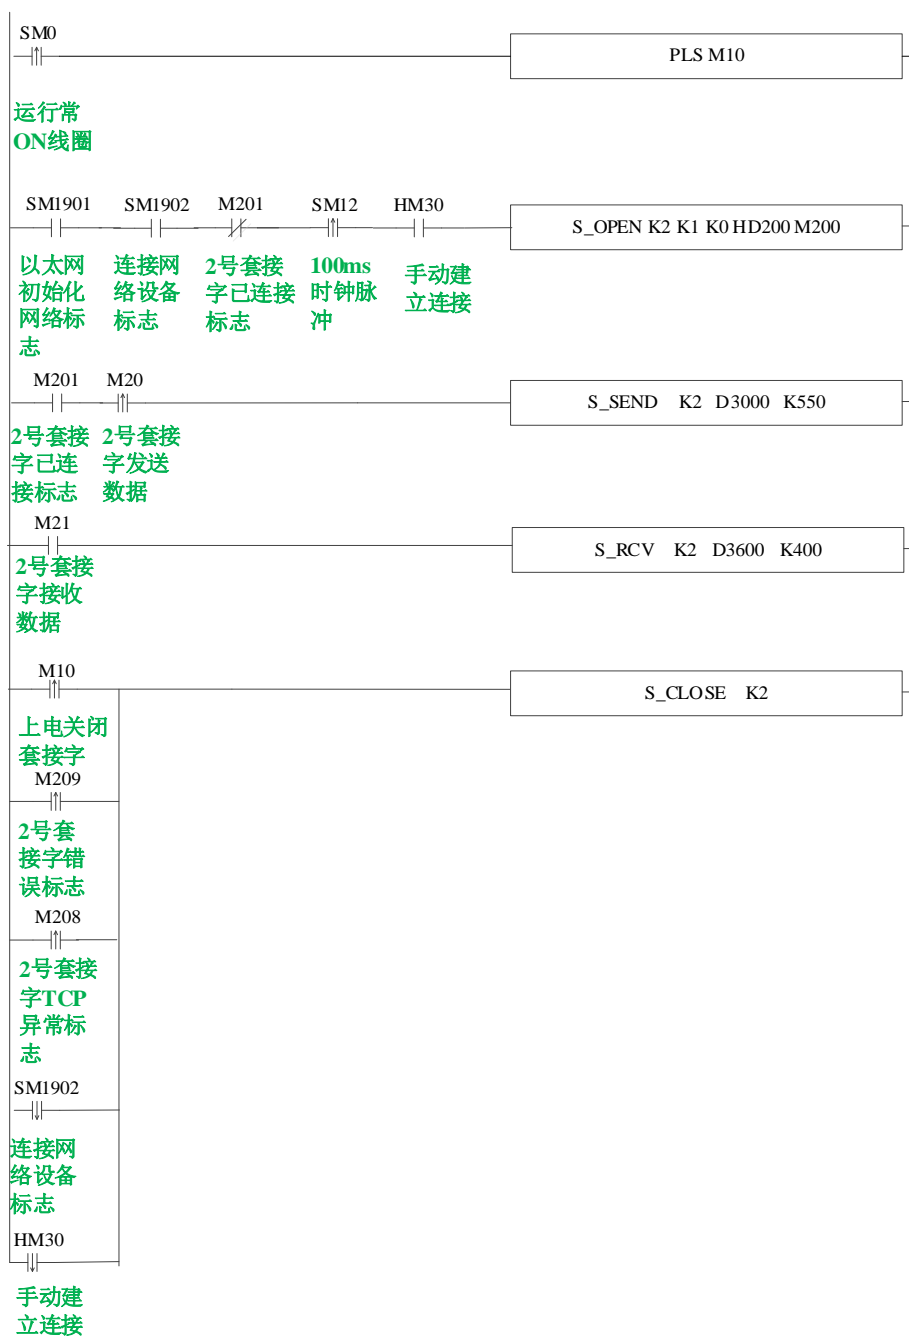 SM0
PLS M10
运行常
ON线圈
SM1901 SM1902 M201 SM12 HM30
S_OPEN K2 K1 K0 HD200 M200
以太网
初始化
网络标
志
连接网
络设备
标志
2号套接
字已连接
标志
100ms
时钟脉
冲
手动建
立连接
M201 M20
S_SEND K2 D3000 K550
2号套接
字已连
接标志
2号套接
字发送
数据
M21
S_RCV K2 D3600 K400
2号套接
字接收
数据
M10
S_CLOSE K2
上电关闭
套接字
M209
2号套
接字错
误标志
M208
2号套接
字TCP
异常标
志
SM1902
连接网
络设备
标志
HM30
手动建
立连接